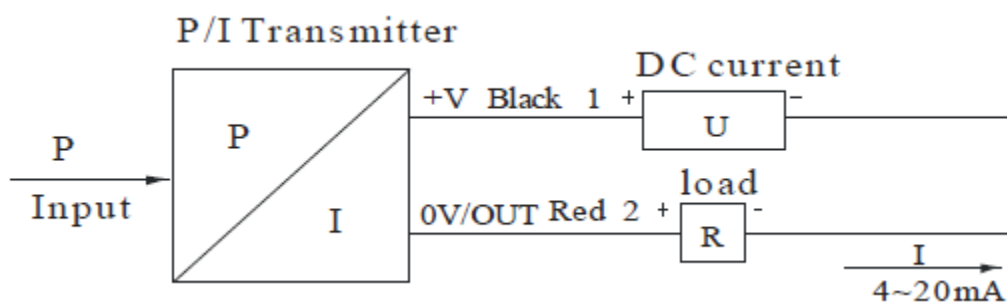 P/I Transmitter
DC current
+V Black 1 + U -
P
P
Input
load
I
0V/OUT Red 2 + R -
I
4~20mA